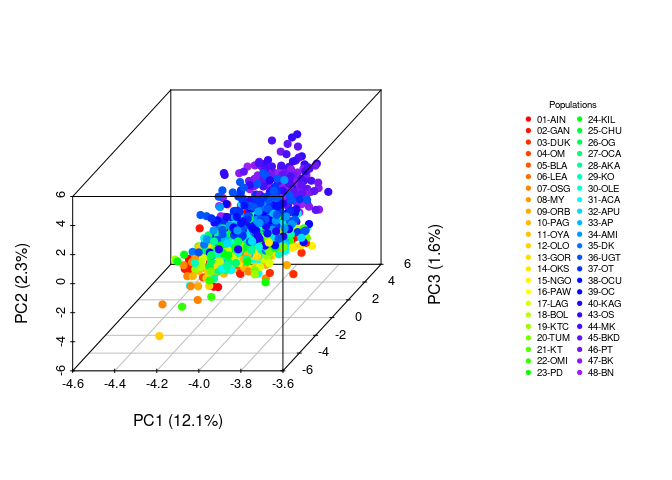 Populations
01-AIN 24-KIL
02-GAN 25-CHU
03-DUK 26-OG
04-OM 27-OCA
05-BLA 28-AKA
06-LEA 29-KO
07-OSG 30-OLE
08-MY 31-ACA
09-ORB 32-APU
10-PAG 33-AP
11-OYA 34-AMI
12-OLO 35-DK
13-GOR 36-UGT
14-OKS 37-OT
15-NGO 38-OCU
16-PAW 39-OC
17-LAG 40-KAG
18-BOL 43-OS
19-KTC 44-MK
20-TUM 45-BKD
21-KT 46-PT
22-OMI 47-BK
23-PD 48-BN
PC2 (2.3%)
6
4
2
0
-2
-4
-6
-4.6 -4.4 -4.2 -4.0 -3.8 -3.6
PC1 (12.1%)
-6
-4
-2
0
2
4
6
PC3 (1.6%)